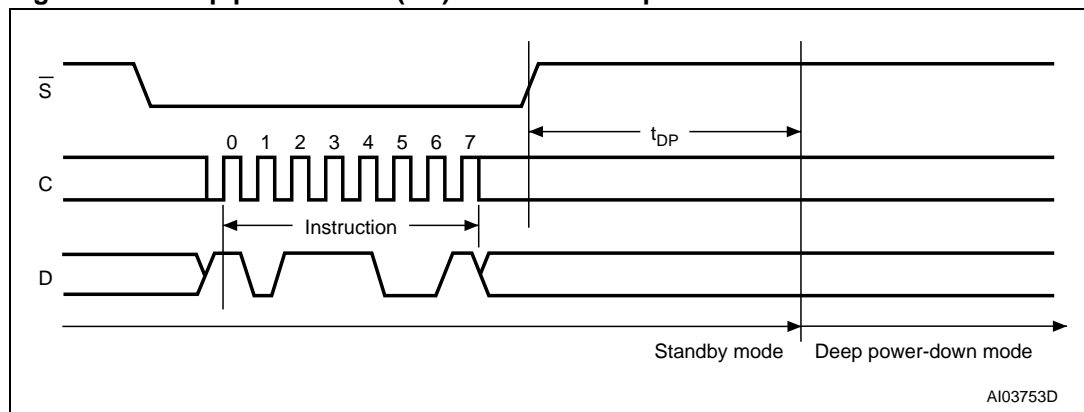 S
t_DP
0 1 2 3 4 5 6 7
C
Instruction
D
Standby mode Deep power-down mode
AI03753D